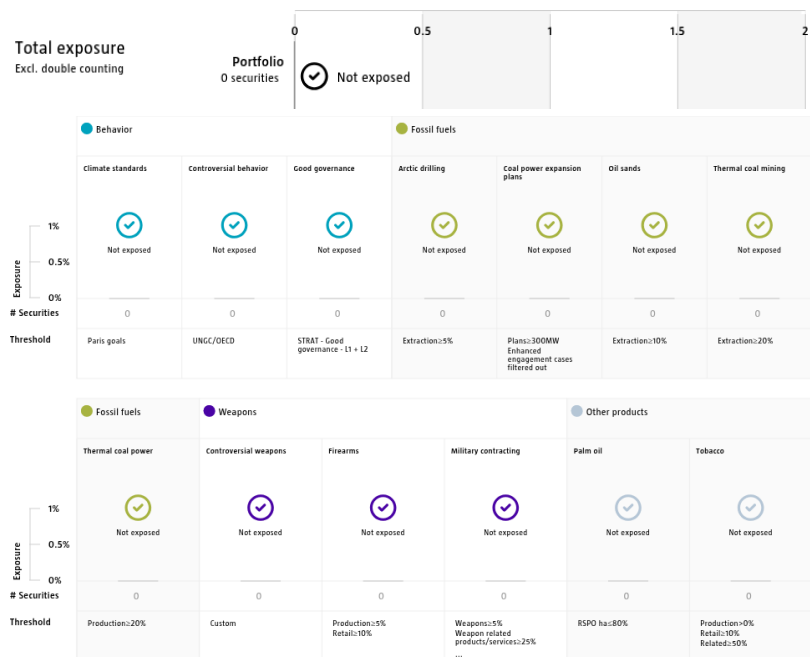 0 0.5 1 1.5 2
Total exposure
Excl. double counting
Portfolio
0 securities
Not exposed
Behavior
Fossil fuels
Climate standards
Controversial behavior
Good governance
Arctic drilling
Coal power expansion
plans
Oil sands
Thermal coal mining
Not exposed Not exposed Not exposed Not exposed Not exposed Not exposed Not exposed
Exposure
1%
0.5%
0%
# Securities 0 0 0 0 0 0 0
Threshold
Paris goals
UNGC/OECD
STRAT - Good
governance - L1 + L2
Extraction≥5%
Plans≥300MW
Enhanced
engagement cases
filtered out
Extraction≥10%
Extraction≥20%
Fossil fuels
Weapons
Other products
Thermal coal power
Controversial weapons
Firearms
Military contracting
Palm oil
Tobacco
Not exposed Not exposed Not exposed Not exposed Not exposed Not exposed
Exposure
1%
0.5%
0%
# Securities 0 0 0 0 0 0
Threshold
Production≥20%
Custom
Production≥5%
Retail≥10%
Weapons≥5%
Weapon related
products/services≥25%
RSPO ha≤80%
Production>0%
Retail≥10%
Related≥50%